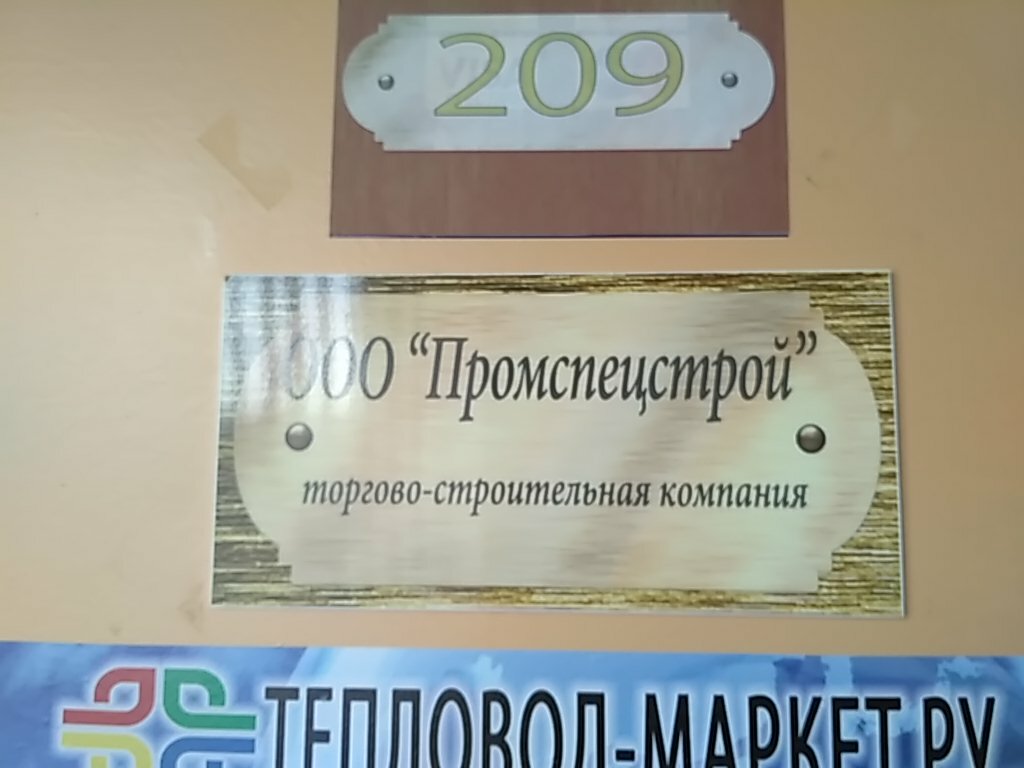 209
ООО “Промспецстрой”
торгово-строительная компания
ТЕПЛОВОД-МАРКЕТ.РУ